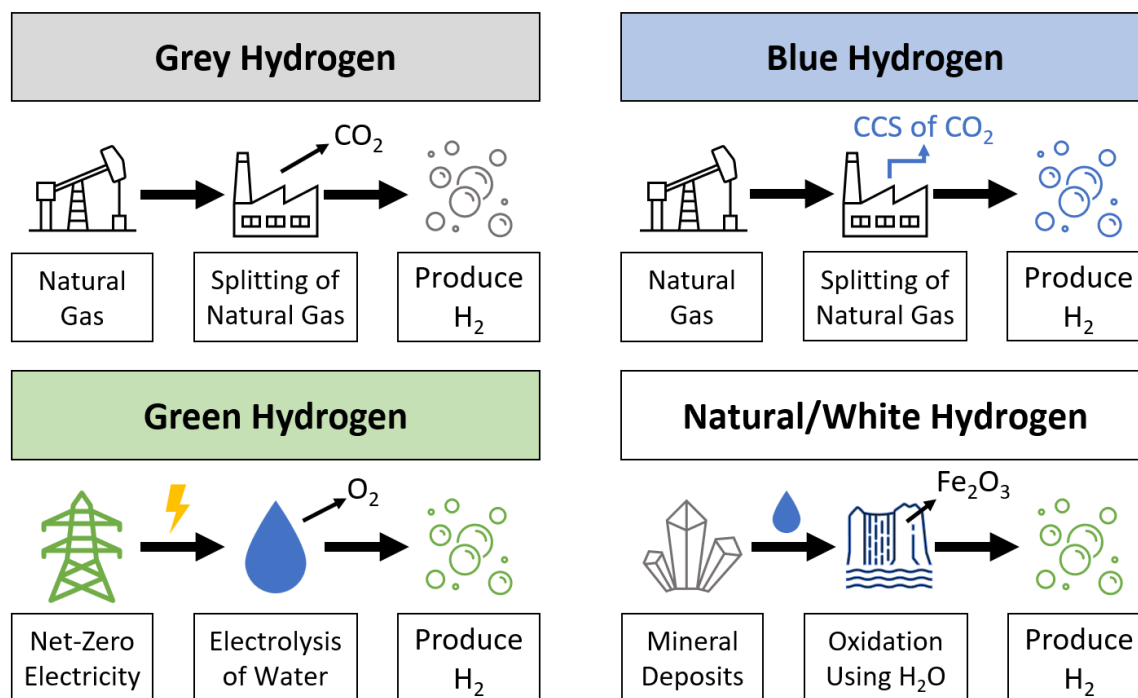 Grey Hydrogen
CO₂
Natural
Gas
Splitting of
Natural Gas
Produce
H₂
Blue Hydrogen
CCS of CO₂
Natural
Gas
Splitting of
Natural Gas
Produce
H₂
Green Hydrogen
O₂
Net-Zero
Electricity
Electrolysis
of Water
Produce
H₂
Natural/White Hydrogen
Fe₂O₃
Mineral
Deposits
Oxidation
Using H₂O
Produce
H₂